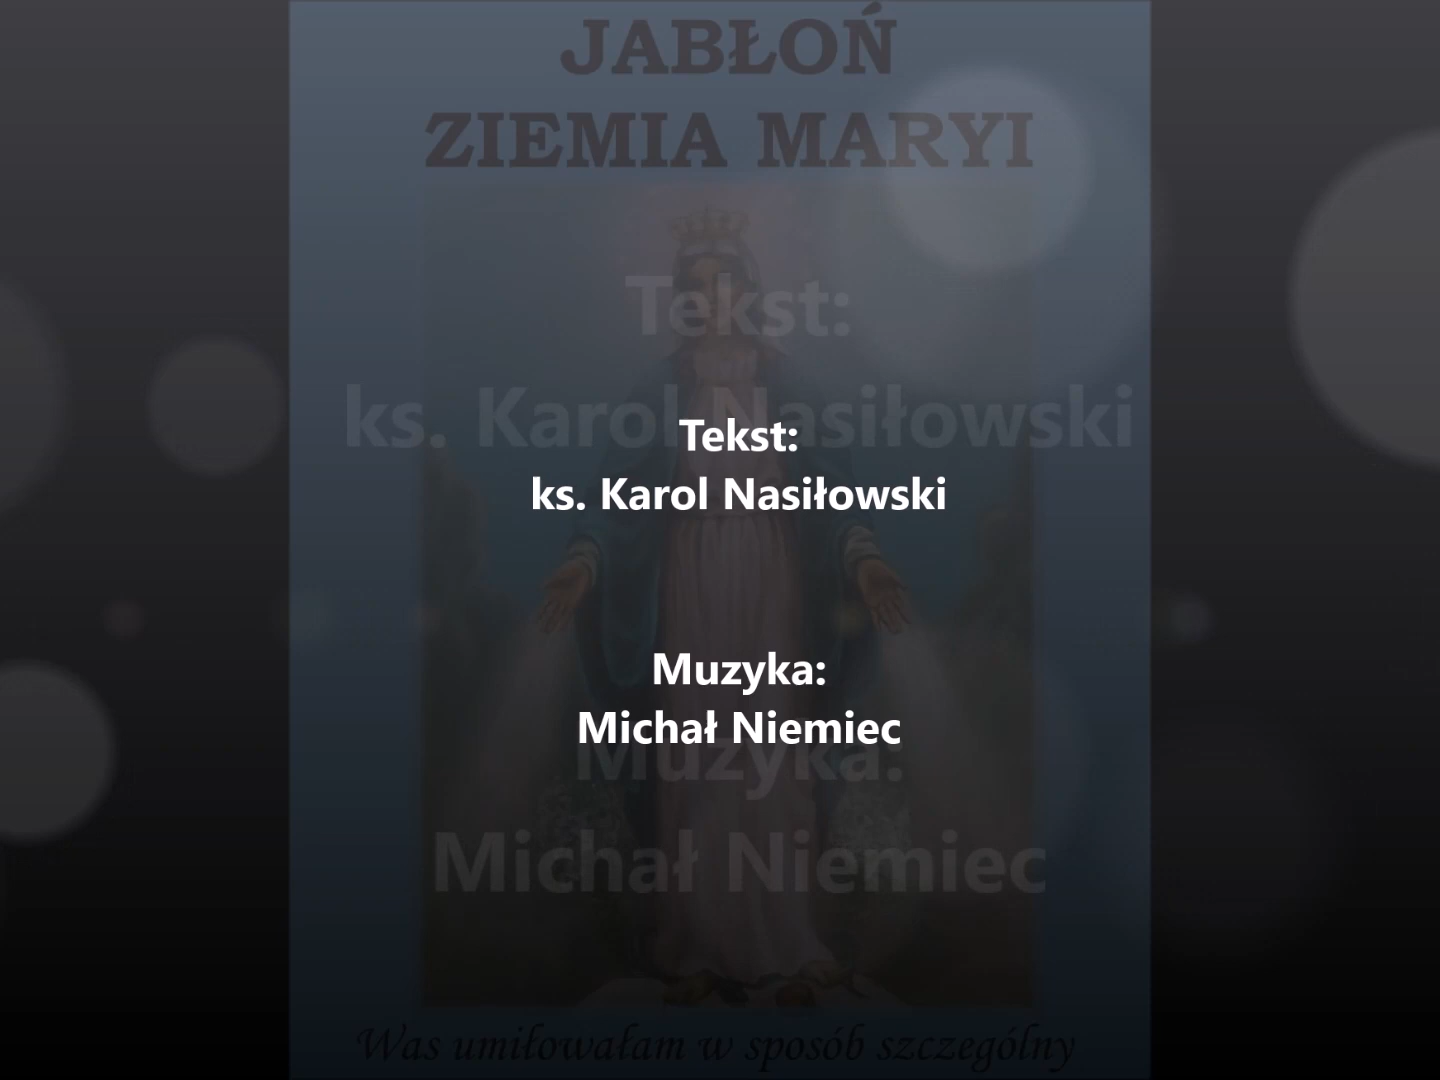 JABŁOŃ
ZIEMIA MARYI
Tekst:
ks. Karol Nasiłowski
Tekst:
ks. Karol Nasiłowski
Muzyka:
Michał Niemiec
Muzyka:
Michał Niemiec
Was umiłowałam w sposób szczególny